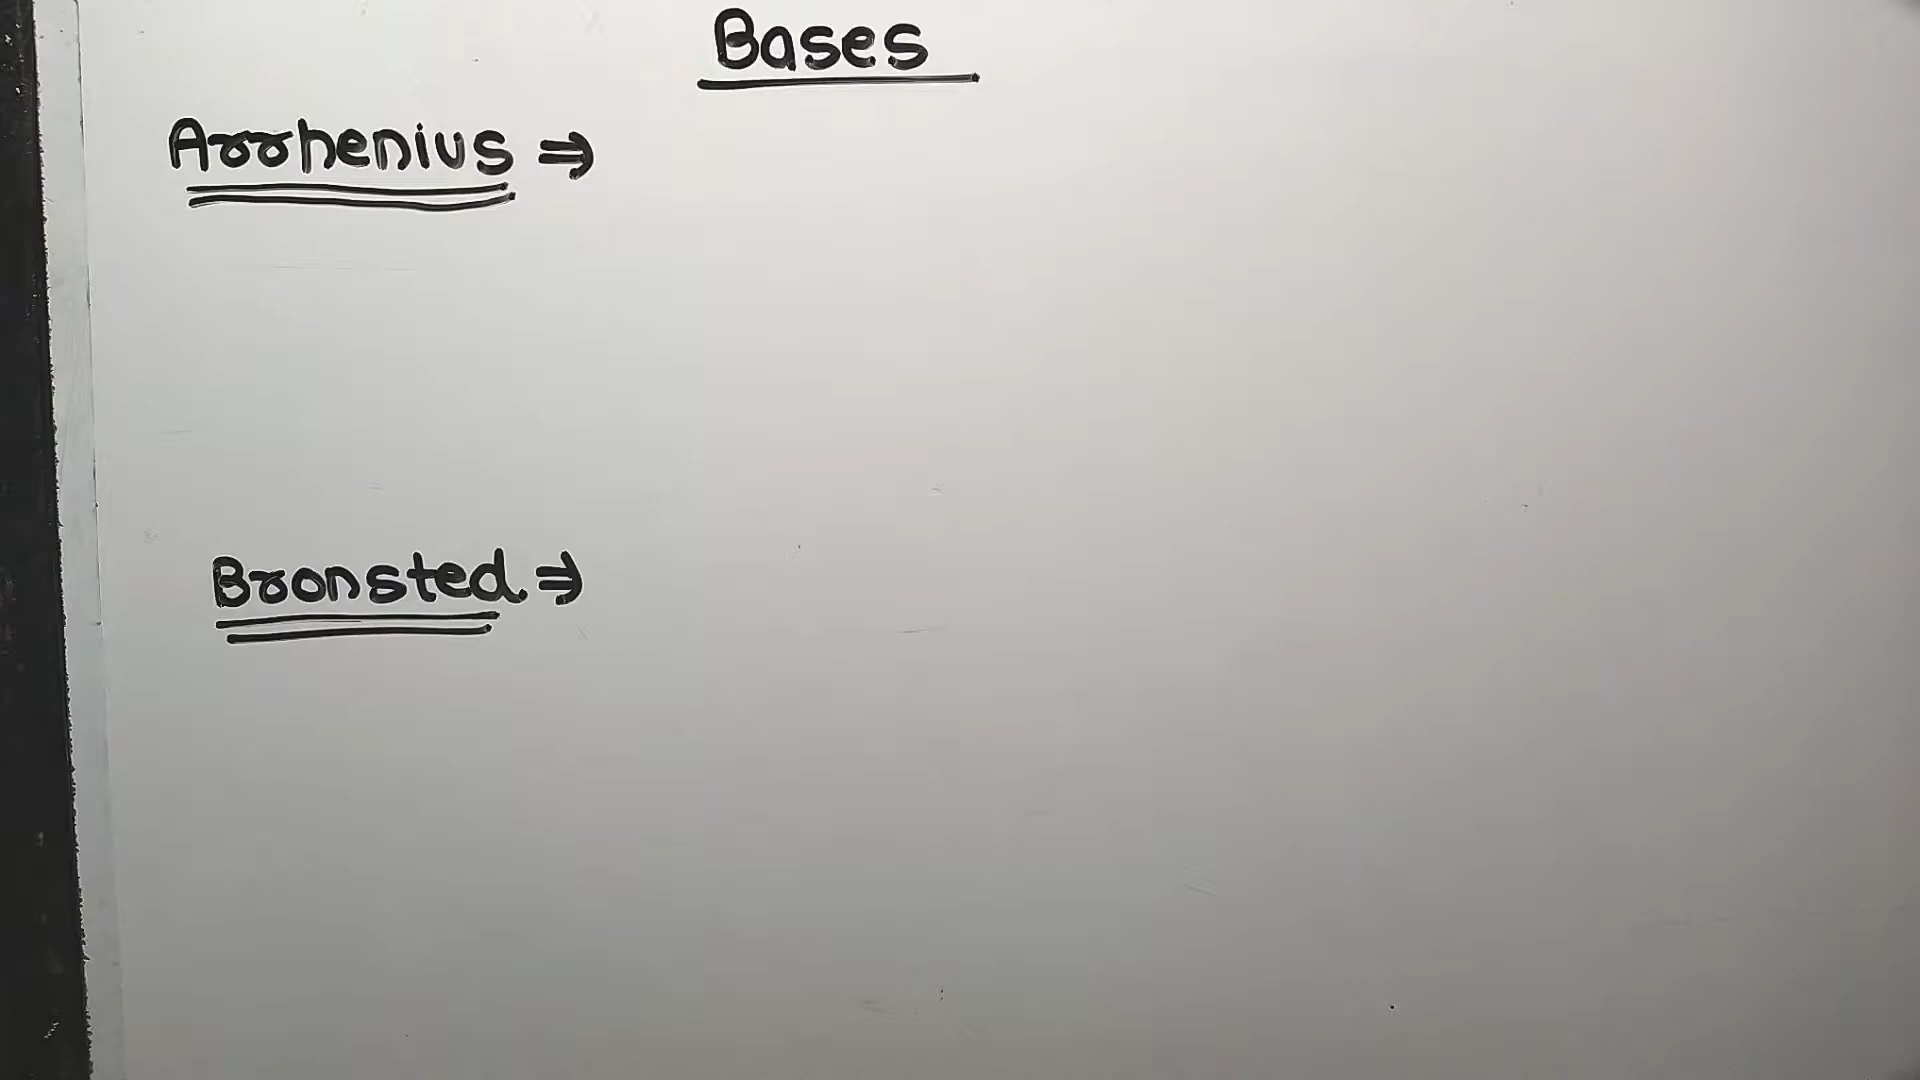 Bases
Arrhenius ⇒
Bronsted ⇒